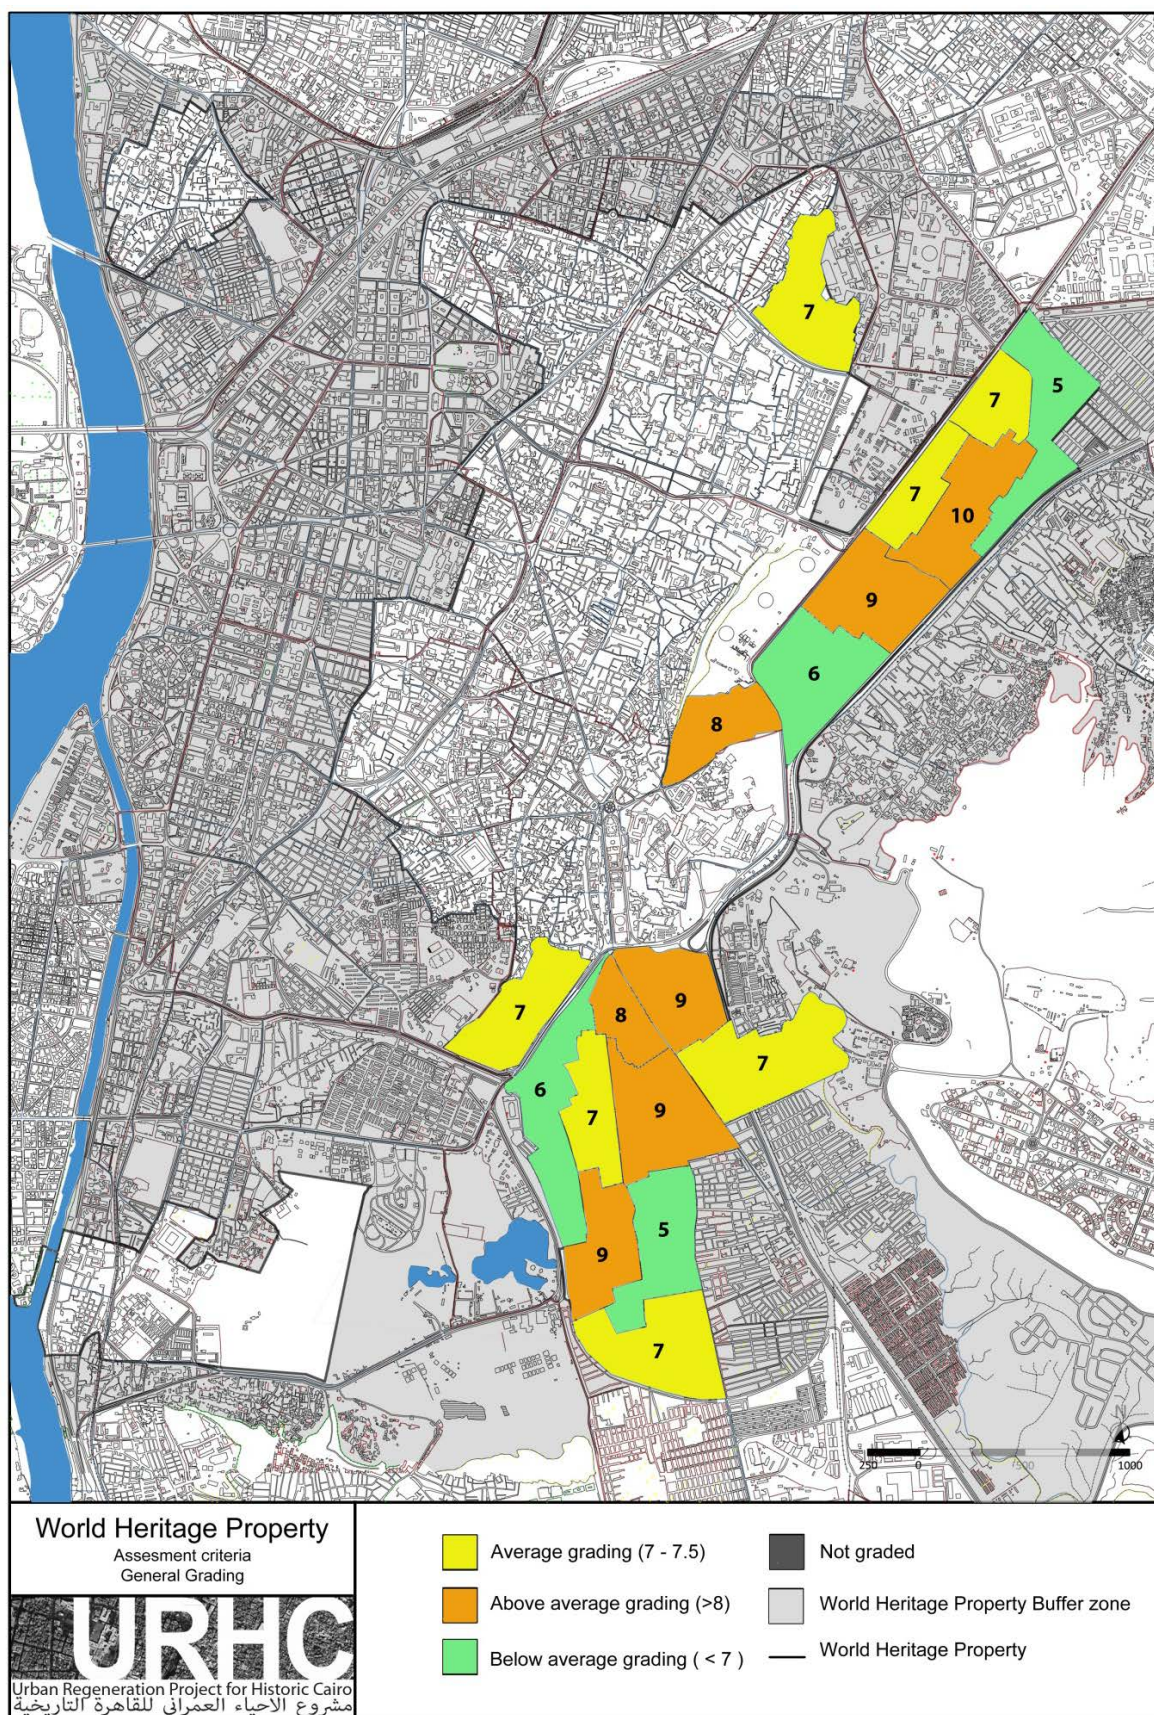 7
5
7
7
10
9
6
8
7
8
9
7
6
7
9
5
9
7
250 0 500 1000
World Heritage Property
Assesment criteria
General Grading
URHC
Urban Regeneration Project for Historic Cairo
مشروع الاحياء العمراني للقاهرة التاريخية
Average grading (7 - 7.5)
Above average grading (>8)
Below average grading ( < 7 )
Not graded
World Heritage Property Buffer zone
World Heritage Property